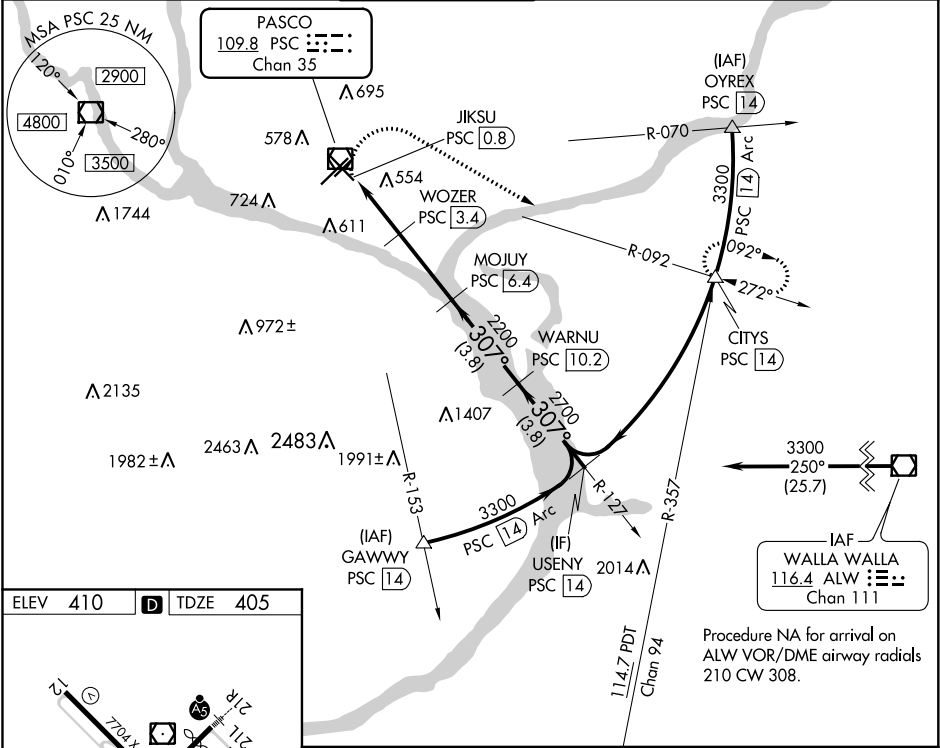 MSA PSC 25 NM
120°
2900
4800
280°
010°
3500
PASCO
109.8 PSC
Chan 35
695
578
JIKSU
PSC 0.8
554
724
611
WOZER
PSC 3.4
1744
(IAF)
OYREX
PSC 14
R-070
3300
PSC 14 Arc
R-092
092°
272°
MOJUY
PSC 6.4
CITYS
PSC 14
972±
2200
307°
(3.8)
WARNU
PSC 10.2
2135
1407
2700
307°
(3.8)
2463
2483
1982±
1991±
R-153
R-127
R-357
3300
250°
(25.7)
3300
PSC 14 Arc
(IAF)
GAWWY
PSC 14
(IF)
USENY
PSC 14
2014
IAF
WALLA WALLA
116.4 ALW
Chan 111
Procedure NA for arrival on
ALW VOR/DME airway radials
210 CW 308.
114.7 PDT
Chan 94
ELEV 410 D TDZE 405
12
V
7704 X
A5
21R
21L